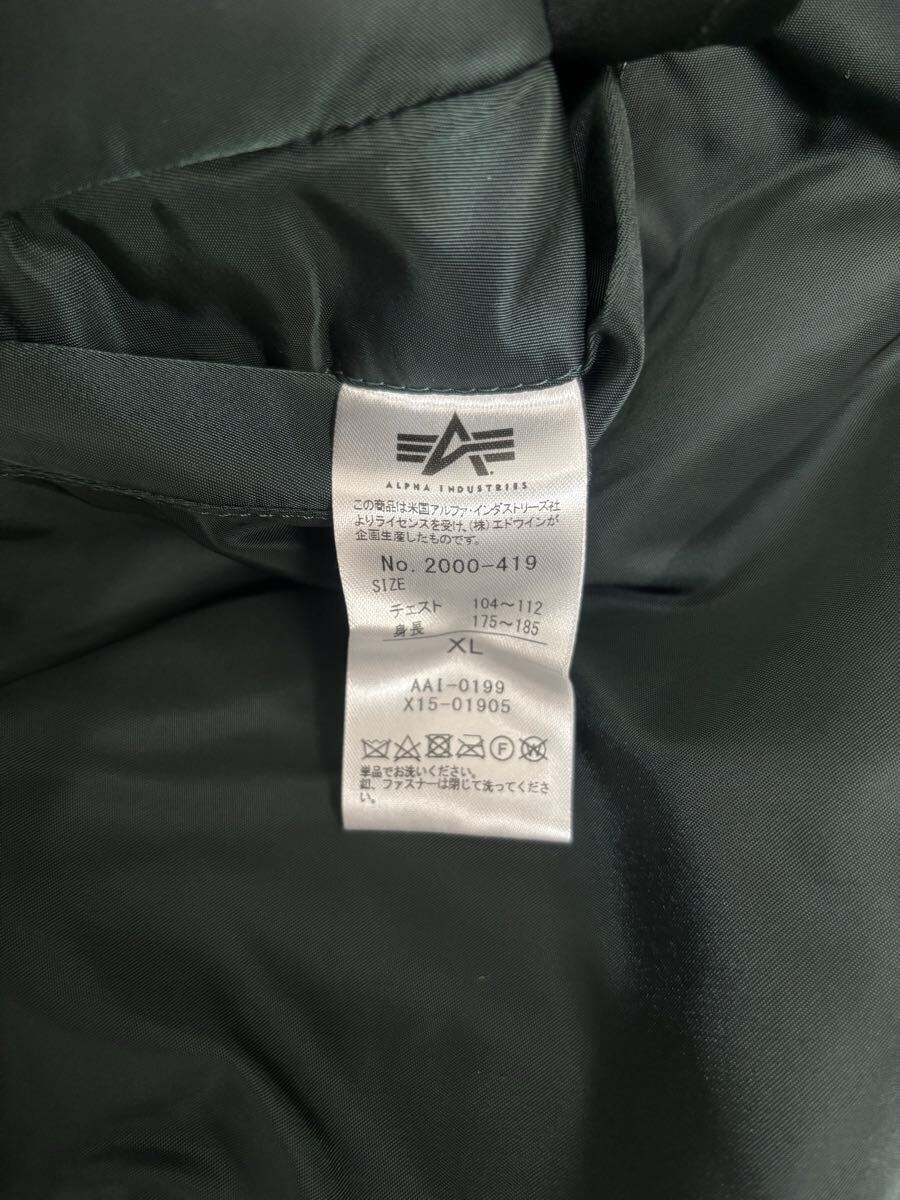 ALPHA INDUSTRIES
この商品は米国アルファ・インダストリーズ社
よりライセンスを受け、(株)エドウインが
企画生産したものです。
No. 2000-419
SIZE
チェスト 104〜112
身長 175〜185
XL
AAI-0199
X15-01905
F W
単品でお洗いください。
釦、ファスナーは閉じて洗ってくださ
い。